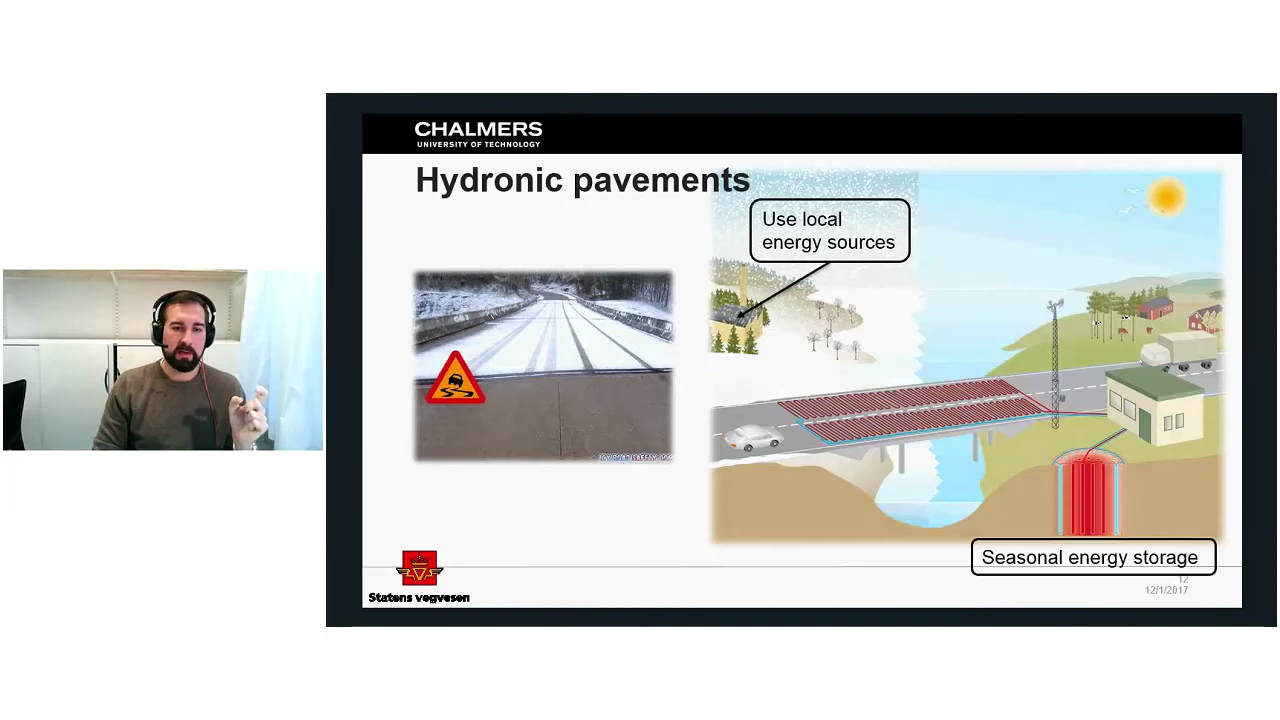 CHALMERS
UNIVERSITY OF TECHNOLOGY
Hydronic pavements
Use local
energy sources
Seasonal energy storage
Statens vegvesen
12
12/1/2017